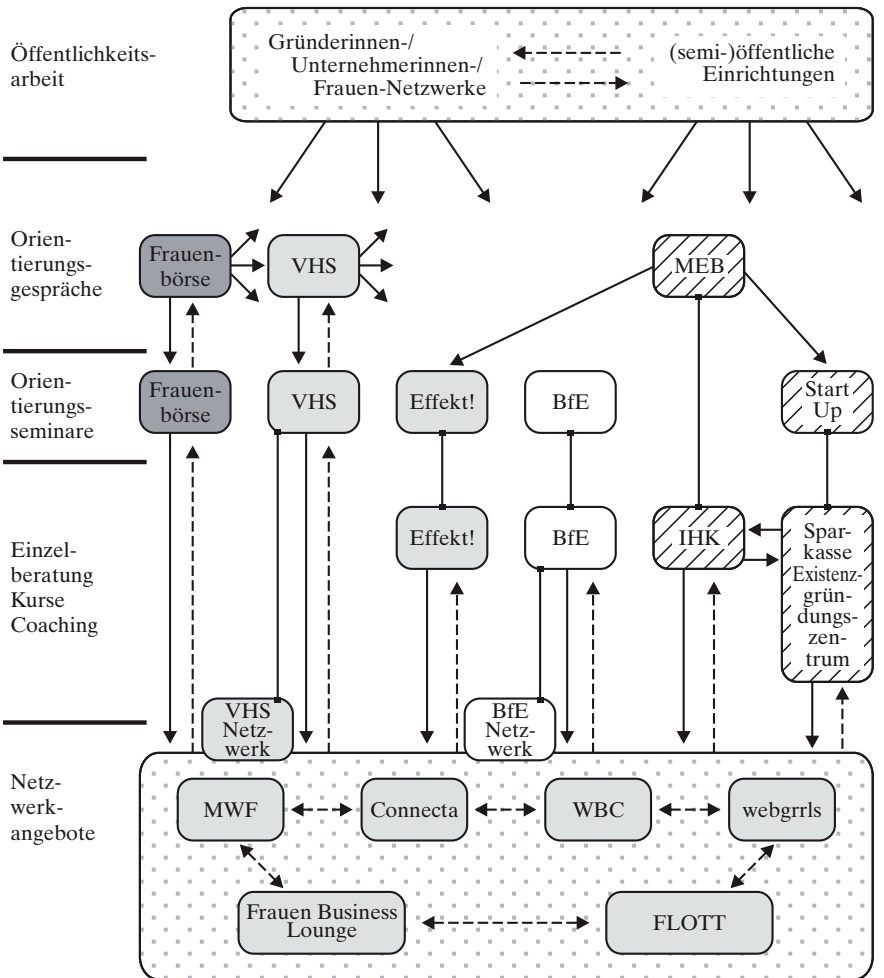 Öffentlichkeits-
arbeit
Gründerinnen-/
Unternehmerinnen-/
Frauen-Netzwerke
(semi-)öffentliche
Einrichtungen
Orien-
tierungs-
gespräche
Frauen-
börse
VHS
MEB
Orien-
tierungs-
seminare
Frauen-
börse
VHS
Effekt!
BfE
Start
Up
Einzel-
beratung
Kurse
Coaching
Effekt!
BfE
IHK
Spar-
kasse
Existenz-
grün-
dungs-
zen-
trum
VHS
Netz-
werk
BfE
Netz-
werk
Netz-
werk-
angebote
MWF
Connecta
WBC
webgrrls
Frauen Business
Lounge
FLOTT